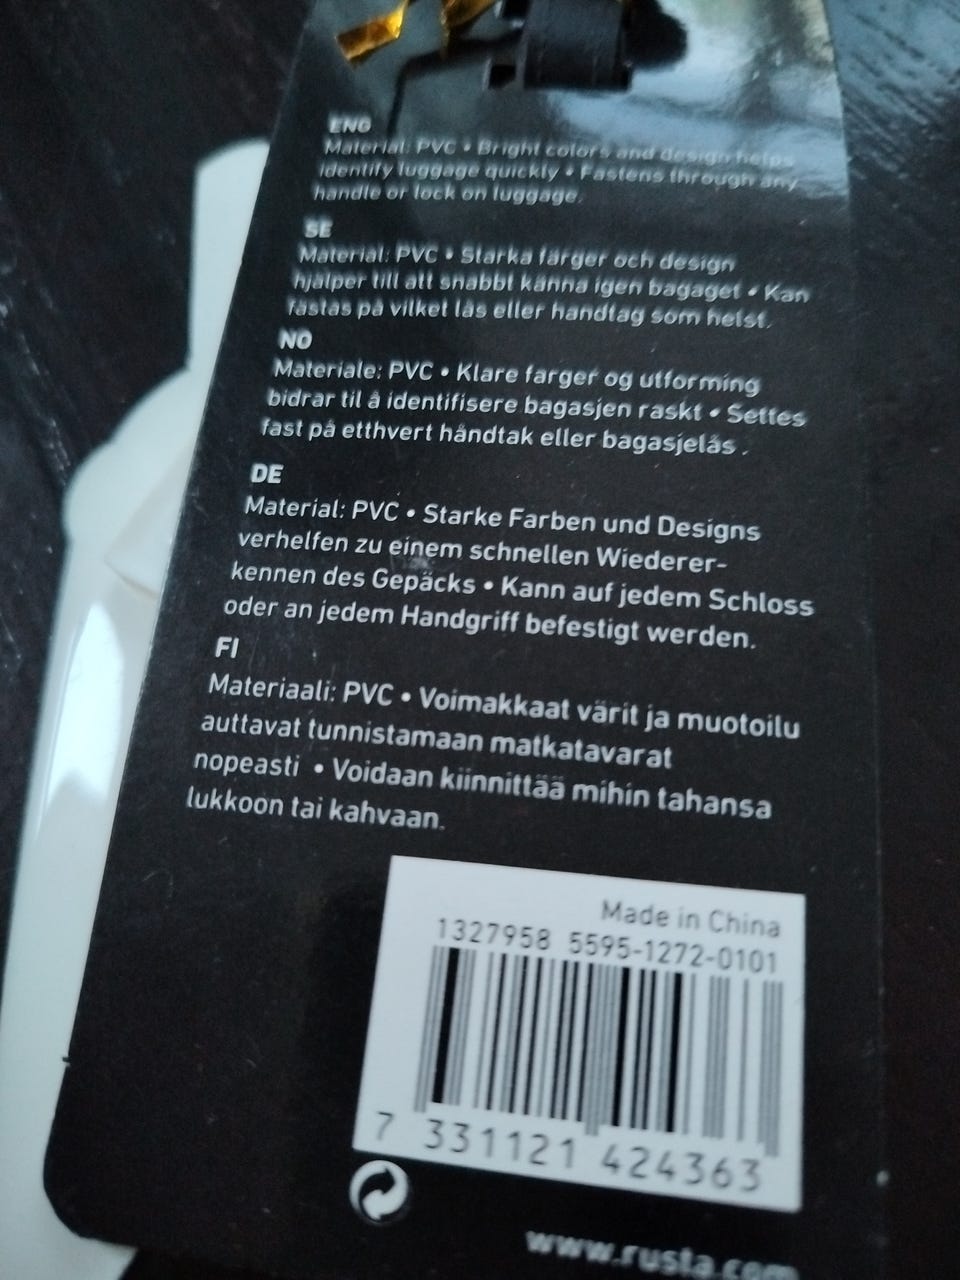 ENG
Material: PVC • Bright colors and design helps
identify luggage quickly • Fastens through any
handle or lock on luggage.
SE
Material: PVC • Starka färger och design
hjälper till att snabbt känna igen bagaget • Kan
fästas på vilket lås eller handtag som helst.
NO
Materiale: PVC • Klare farger og utforming
bidrar til å identifisere bagasjen raskt • Settes
fast på etthvert håndtak eller bagasjelås .
DE
Material: PVC • Starke Farben und Designs
verhelfen zu einem schnellen Wiederer-
kennen des Gepäcks • Kann auf jedem Schloss
oder an jedem Handgriff befestigt werden.
FI
Materiaali: PVC • Voimakkaat värit ja muotoilu
auttavat tunnistamaan matkatavarat
nopeasti • Voidaan kiinnittää mihin tahansa
lukkoon tai kahvaan.
Made in China
1327958 5595-1272-0101
7 331121 424363
www.rusta.com